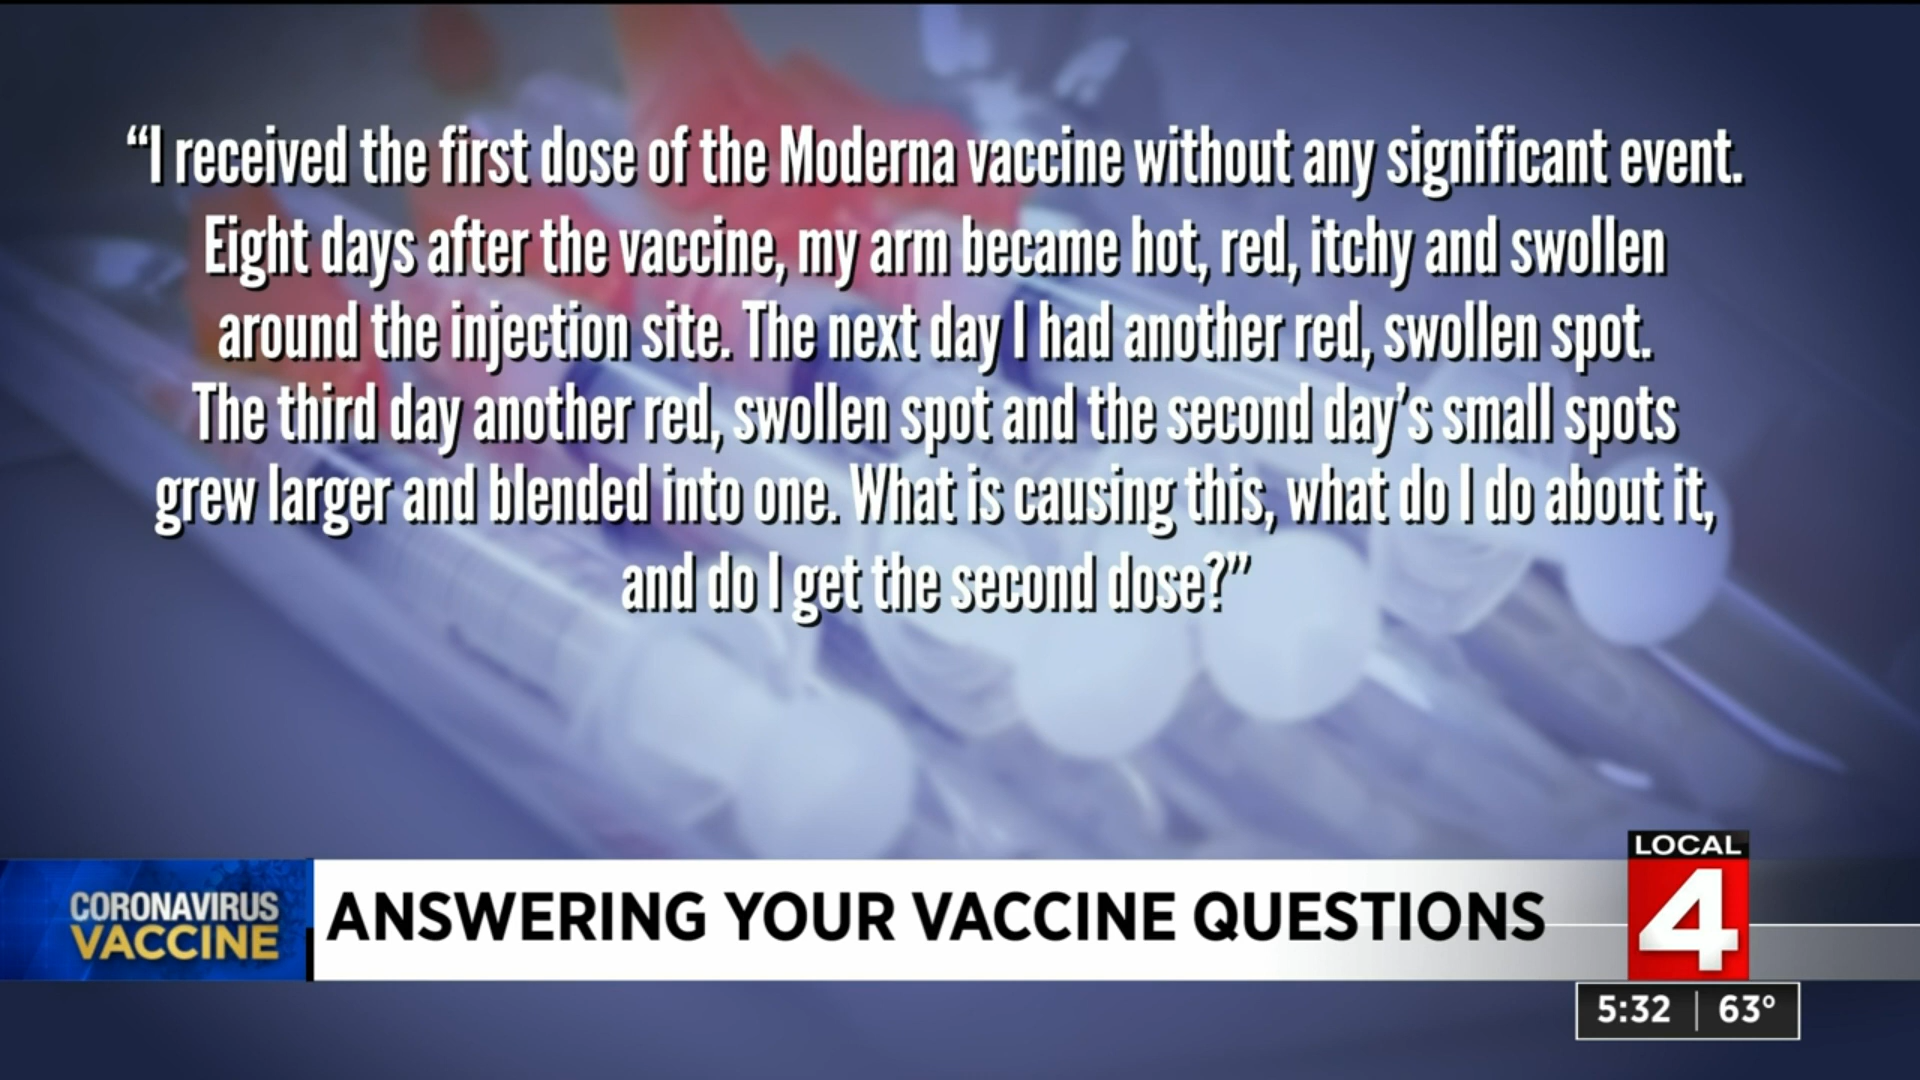 “I received the first dose of the Moderna vaccine without any significant event.
Eight days after the vaccine, my arm became hot, red, itchy and swollen
around the injection site. The next day I had another red, swollen spot.
The third day another red, swollen spot and the second day’s small spots
grew larger and blended into one. What is causing this, what do I do about it,
and do I get the second dose?”
LOCAL
4
CORONAVIRUS
VACCINE
ANSWERING YOUR VACCINE QUESTIONS
5:32 | 63°